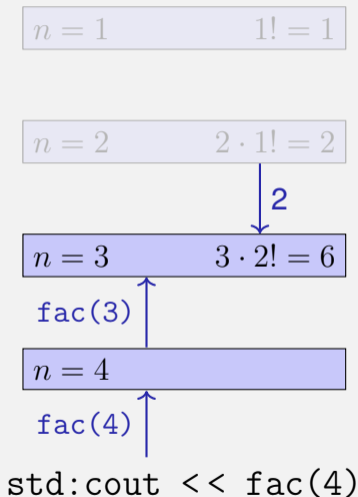 n = 1 1! = 1
n = 2 2 · 1! = 2
2
n = 3 3 · 2! = 6
fac(3)
n = 4
fac(4)
std:cout << fac(4)